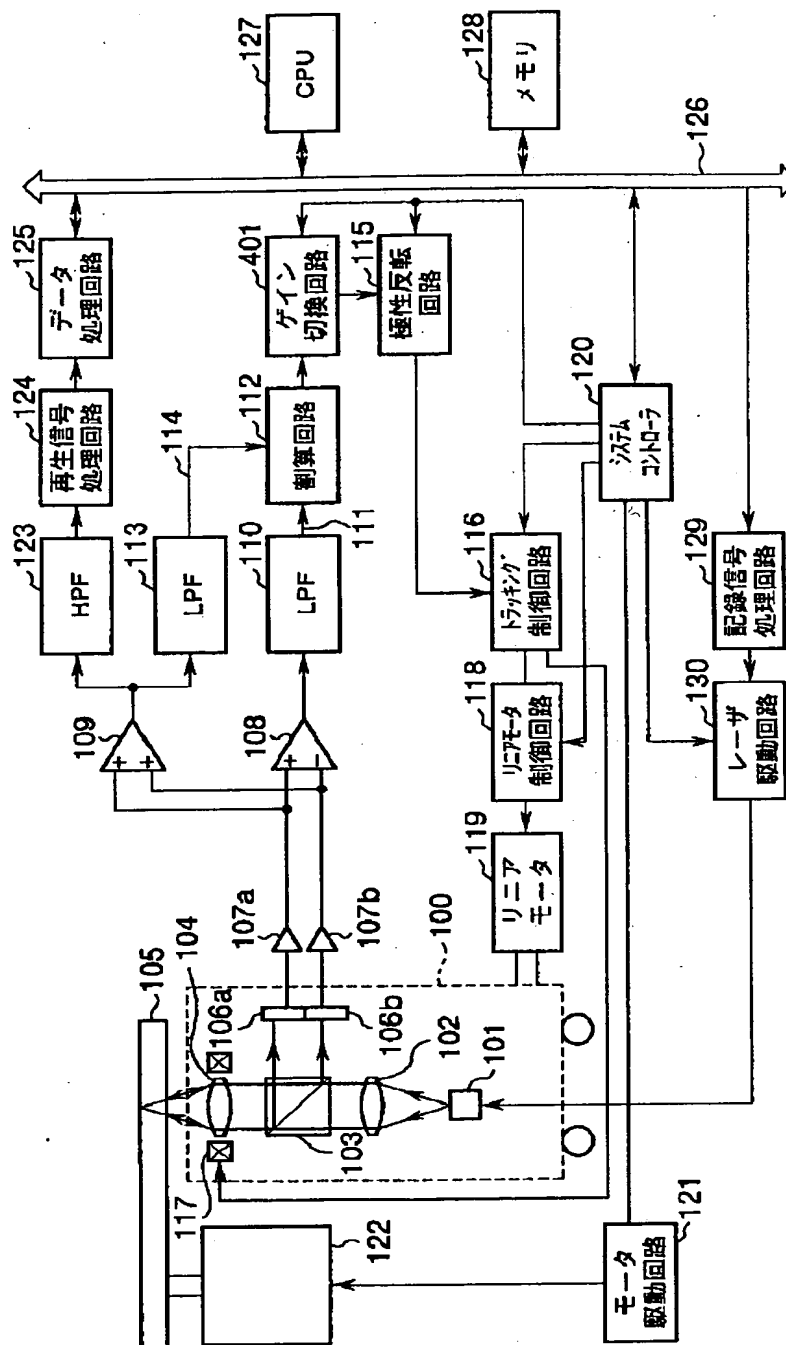 105
104
117
106a
106b
107a
107b
103
102
101
100
122
121
モータ
駆動回路
109
+
+
108
+
−
123
HPF
124
再生信号
処理回路
125
データ
処理回路
113
LPF
114
110
LPF
111
112
割算回路
401
ゲイン
切換回路
115
極性反転
回路
127
CPU
128
メモリ
126
116
トラッキング
制御回路
118
リニアモータ
制御回路
119
リニア
モータ
120
システム
コントローラ
129
記録信号
処理回路
130
レーザ
駆動回路